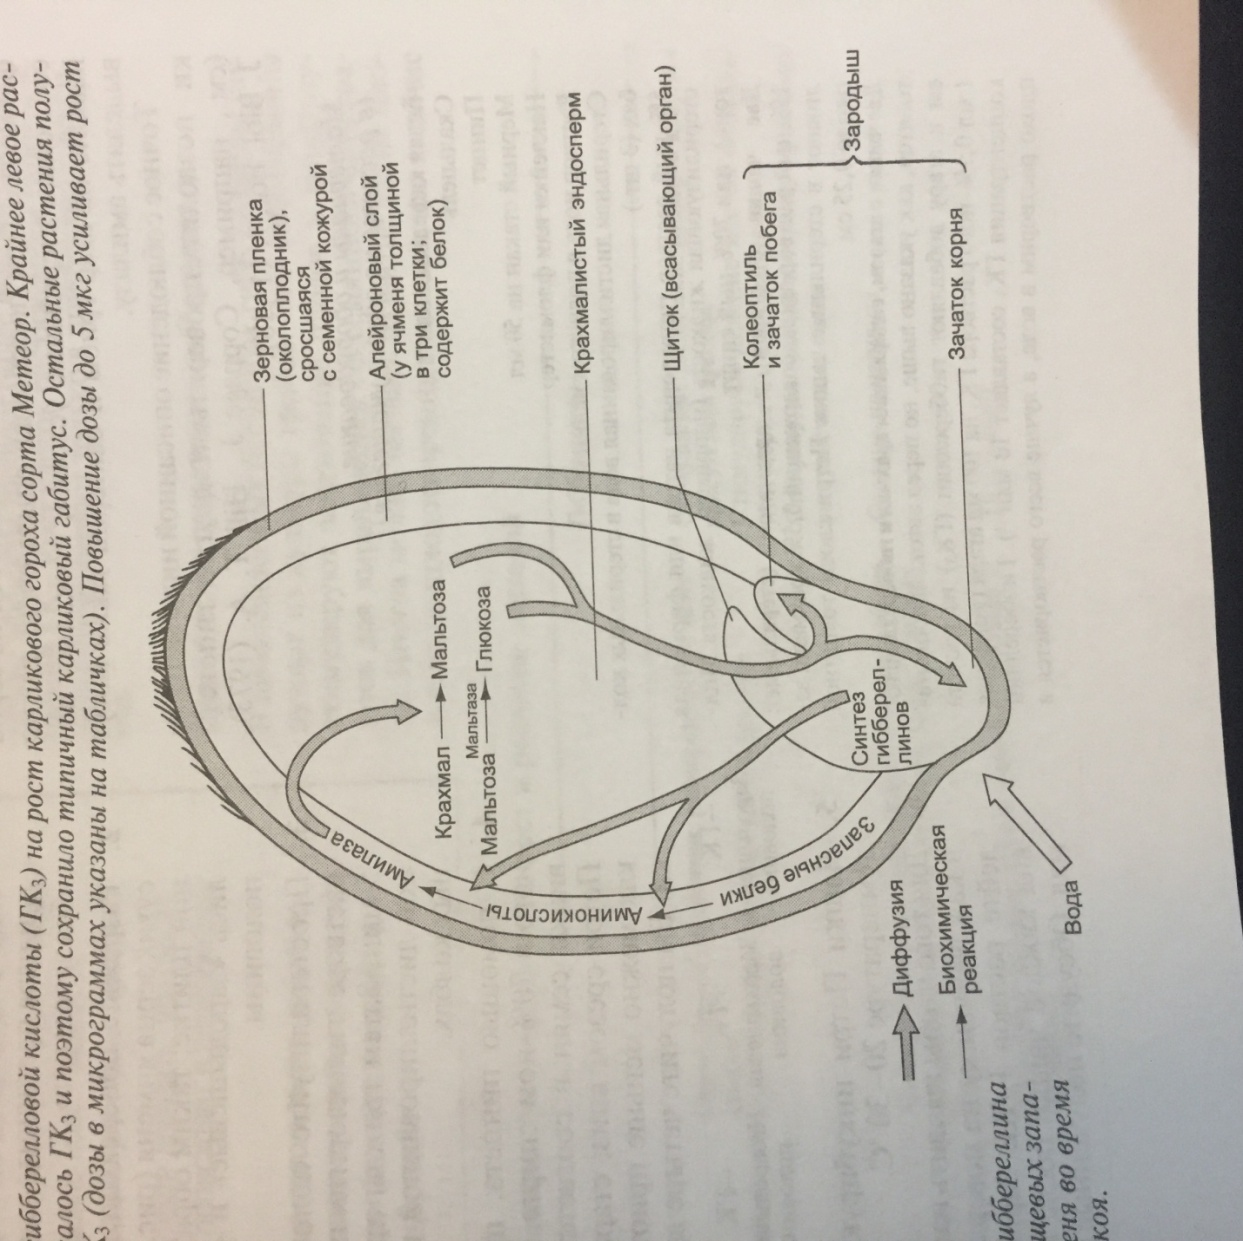 гибберелловой кислоты (ГК3) на рост карликового гороха сорта Метеор. Крайнее левое рас-
алось ГК3 и поэтому сохранило типичный карликовый габитус. Остальные растения полу-
К3 (дозы в микрограммах указаны на табличках). Повышение дозы до 5 мкг усиливает рост
Зерновая пленка
(околоплодник),
сросшаяся
с семенной кожурой
Алейроновый слой
(у ячменя толщиной
в три клетки;
содержит белок)
Крахмалистый эндосперм
Щиток (всасывающий орган)
Колеоптиль
и зачаток побега
Зародыш
Зачаток корня
Крахмал
Мальтоза
Мальтаза
Мальтоза
Глюкоза
Амилаза
Аминокислоты
Запасные белки
Синтез
гибберел-
линов
Диффузия
Биохимическая
реакция
Вода
ибберллина
щевых запа-
еня во время
коя.